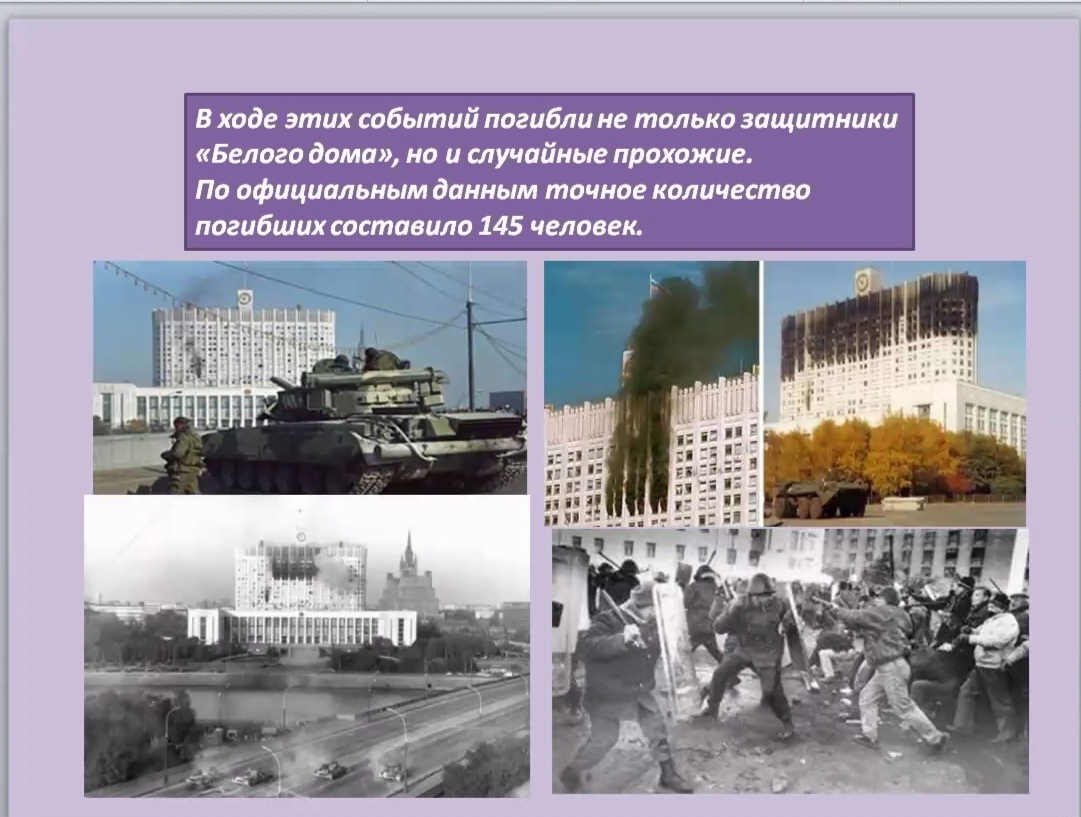 В ходе этих событий погибли не только защитники
«Белого дома», но и случайные прохожие.
По официальным данным точное количество
погибших составило 145 человек.